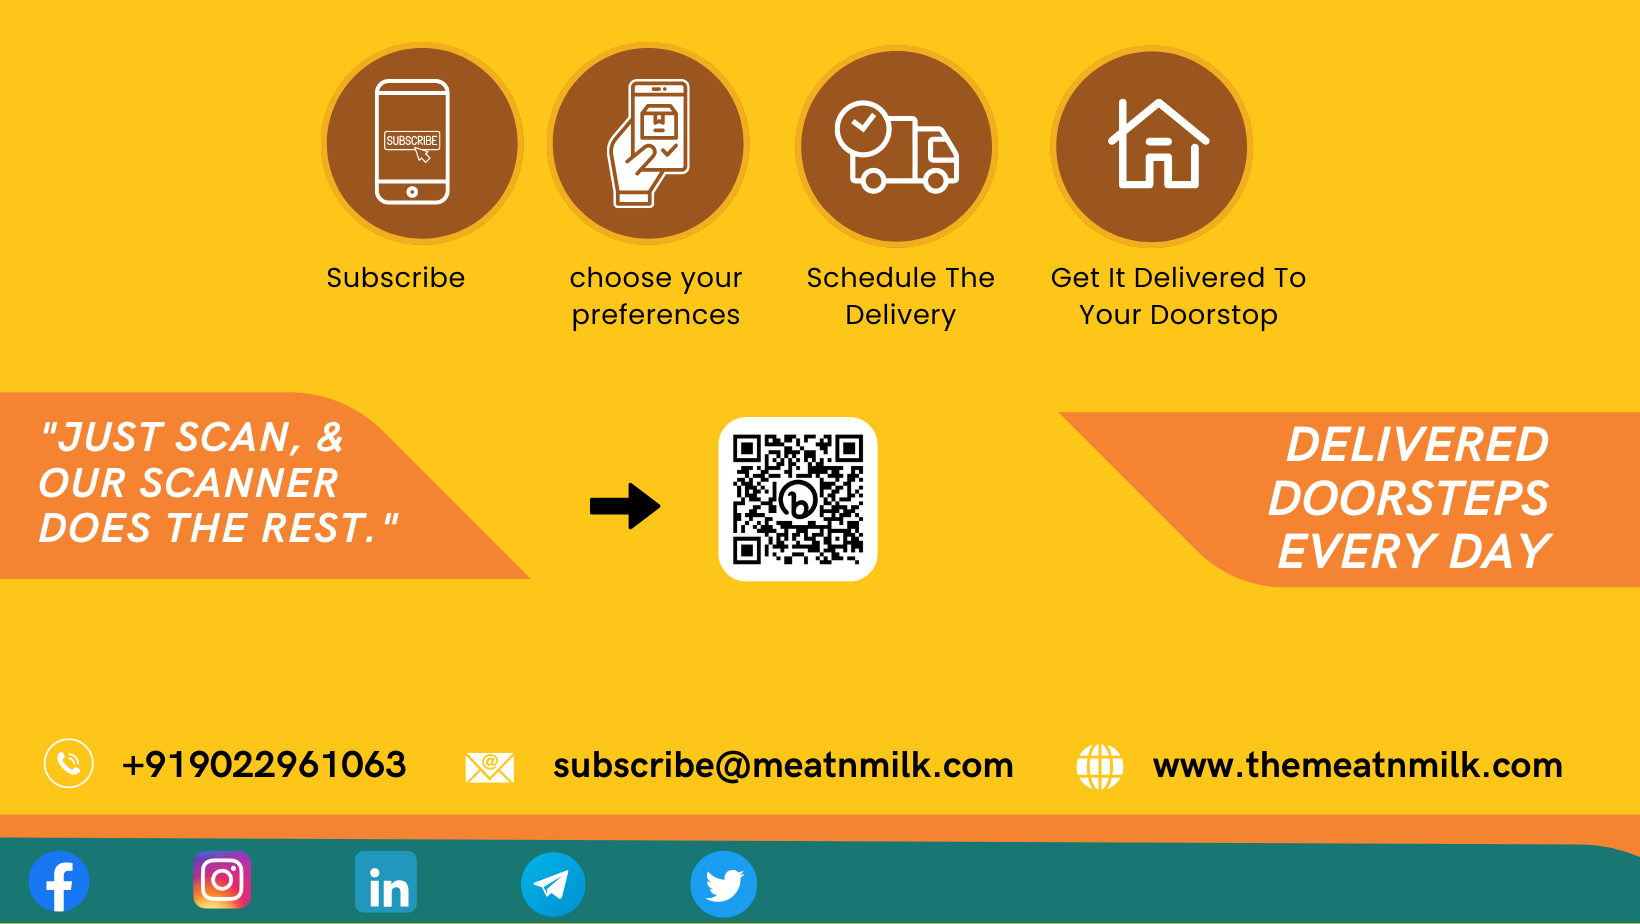 SUBSCRIBE
Subscribe
choose your
preferences
Schedule The
Delivery
Get It Delivered To
Your Doorstop
"JUST SCAN, &
OUR SCANNER
DOES THE REST."
DELIVERED
DOORSTEPS
EVERY DAY
+919022961063
@
subscribe@meatnmilk.com
www.themeatnmilk.com
in